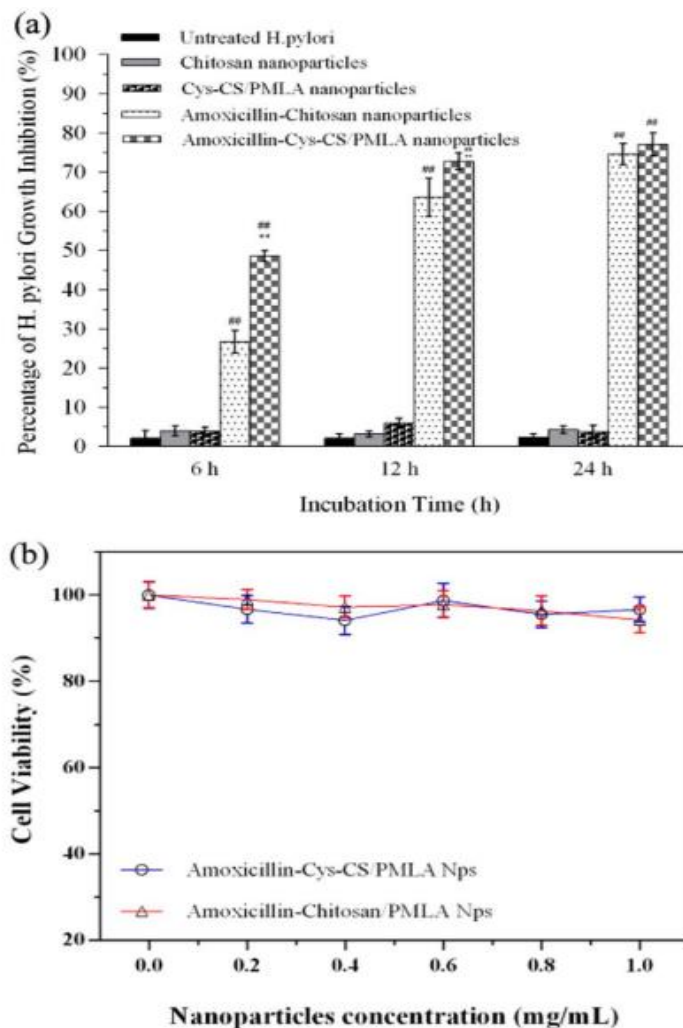 (a)
100
90
80
70
60
50
40
30
20
10
0
Percentage of H. pylori Growth Inhibition (%)
Untreated H.pylori
Chitosan nanoparticles
Cys-CS/PMLA nanoparticles
Amoxicillin-Chitosan nanoparticles
Amoxicillin-Cys-CS/PMLA nanoparticles
##
##
**
##
##
##
6 h 12 h 24 h
Incubation Time (h)
(b)
100
80
60
40
20
Cell Viability (%)
Amoxicillin-Cys-CS/PMLA Nps
Amoxicillin-Chitosan/PMLA Nps
0.0 0.2 0.4 0.6 0.8 1.0
Nanoparticles concentration (mg/mL)